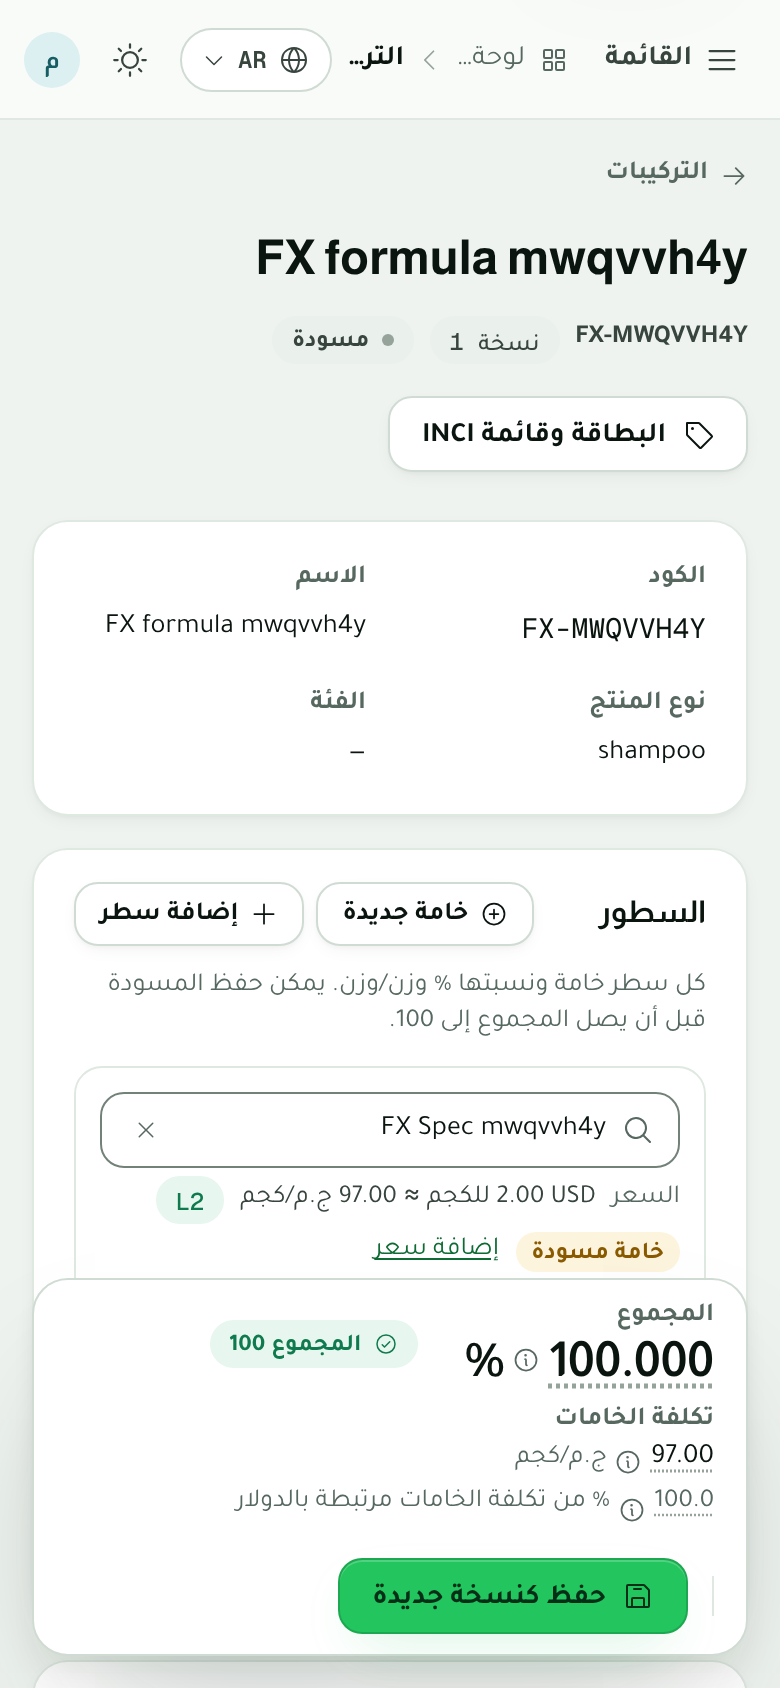 القائمة لوحة... التر... AR م
التركيبات
FX formula mwqvvh4y
FX-MWQVVH4Y نسخة 1 مسودة
البطاقة وقائمة INCI
الكود الاسم
FX-MWQVVH4Y FX formula mwqvvh4y
نوع المنتج الفئة
shampoo –
السطور خامة جديدة إضافة سطر
كل سطر خامة ونسبتها % وزن/وزن. يمكن حفظ المسودة
قبل أن يصل المجموع إلى 100.
FX Spec mwqvvh4y
السعر 2.00 USD للكجم ≈ 97.00 ج.م/كجم L2
خامة مسودة إضافة سعر
المجموع
100.000 % المجموع 100
تكلفة الخامات
97.00 ج.م/كجم
100.0 % من تكلفة الخامات مرتبطة بالدولار
حفظ كنسخة جديدة